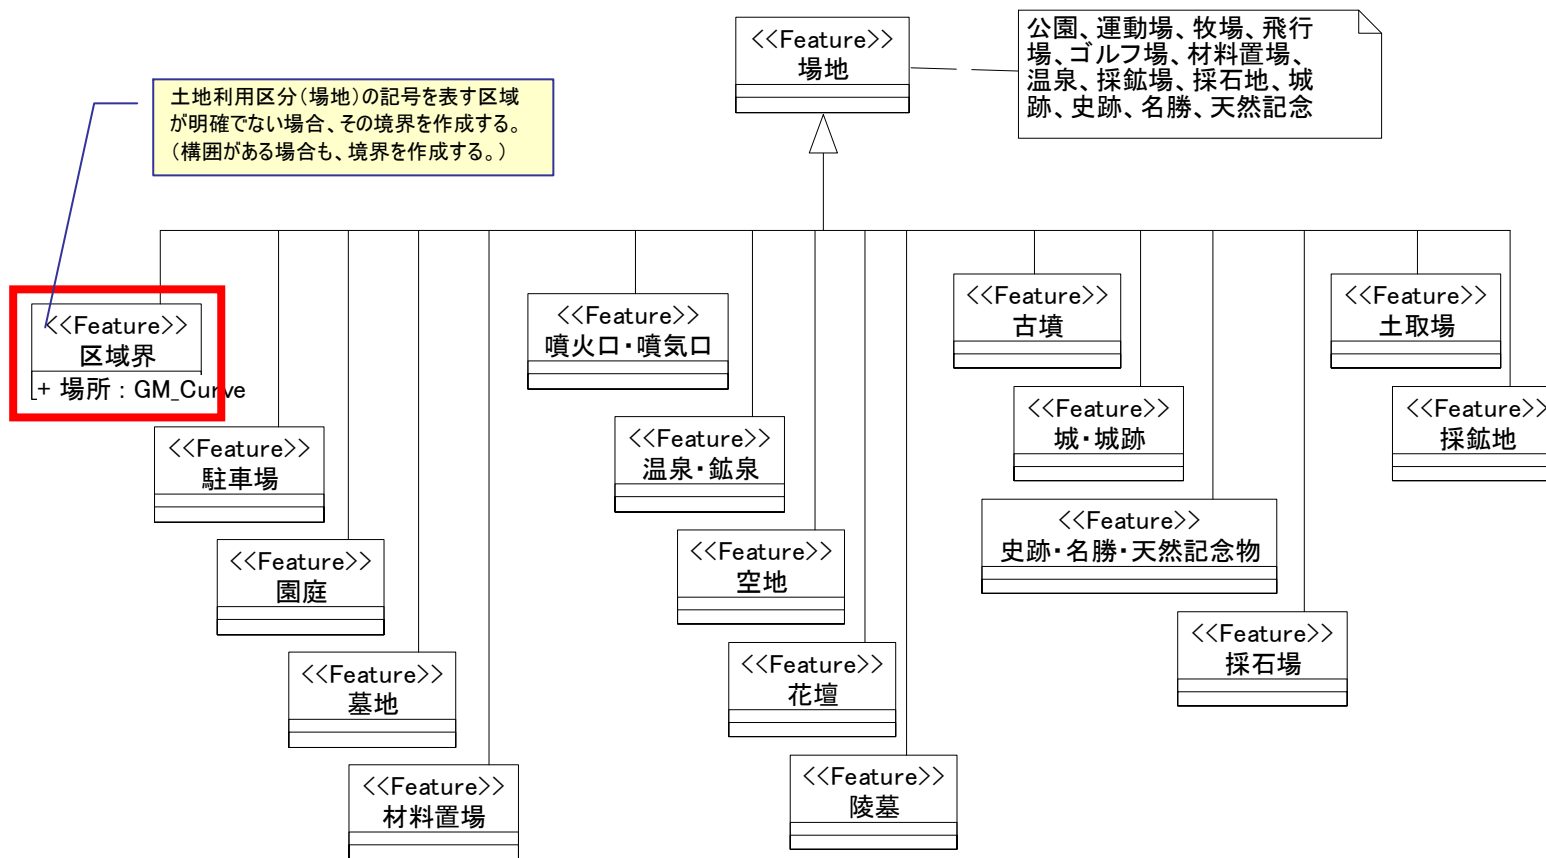 <<Feature>>
場地
公園、運動場、牧場、飛行
場、ゴルフ場、材料置場、
温泉、採鉱場、採石地、城
跡、史跡、名勝、天然記念
土地利用区分(場地)の記号を表す区域
が明確でない場合、その境界を作成する。
(構囲がある場合も、境界を作成する。)
<<Feature>>
区域界
+ 場所 : GM_Curve
<<Feature>>
駐車場
<<Feature>>
園庭
<<Feature>>
墓地
<<Feature>>
材料置場
<<Feature>>
噴火口・噴気口
<<Feature>>
温泉・鉱泉
<<Feature>>
空地
<<Feature>>
花壇
<<Feature>>
陵墓
<<Feature>>
古墳
<<Feature>>
城・城跡
<<Feature>>
史跡・名勝・天然記念物
<<Feature>>
採石場
<<Feature>>
土取場
<<Feature>>
採鉱地